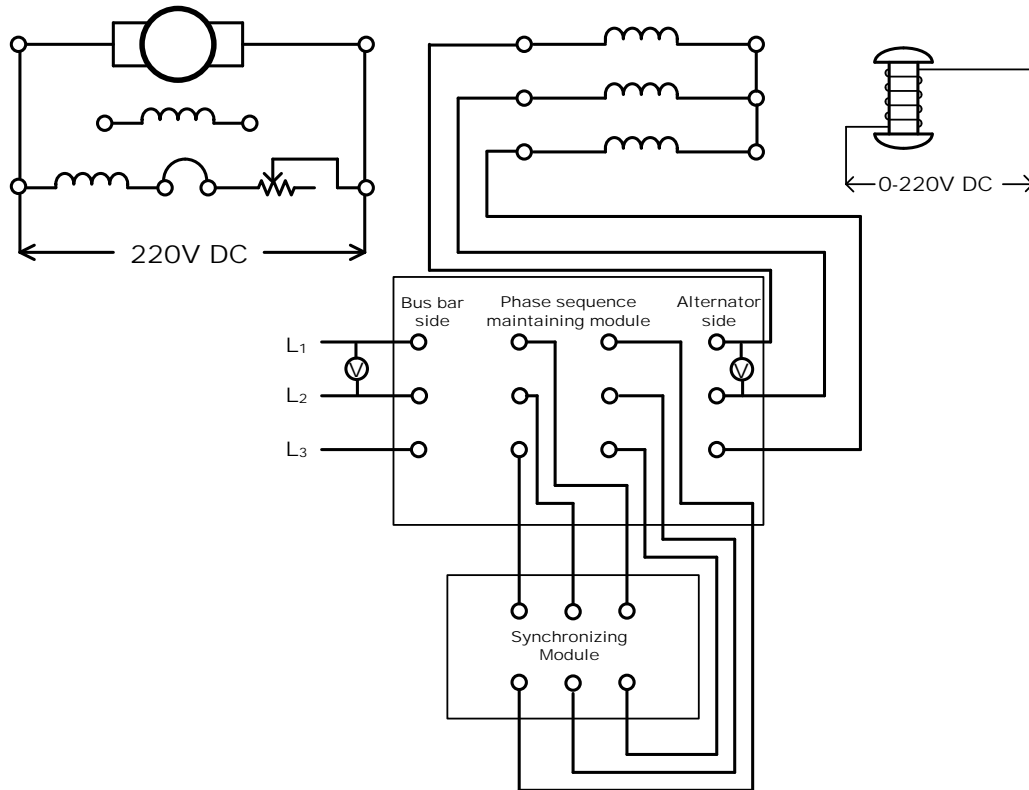 220V DC
0-220V DC
Bus bar
side
Phase sequence
maintaining module
Alternator
side
L₁
V
V
L₂
L₃
Synchronizing
Module